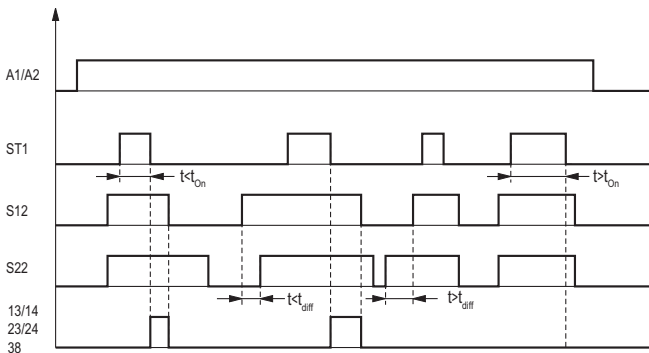 A1/A2
ST1
t<tOn
t>tOn
S12
S22
t<tdiff
t>tdiff
13/14
23/24
38